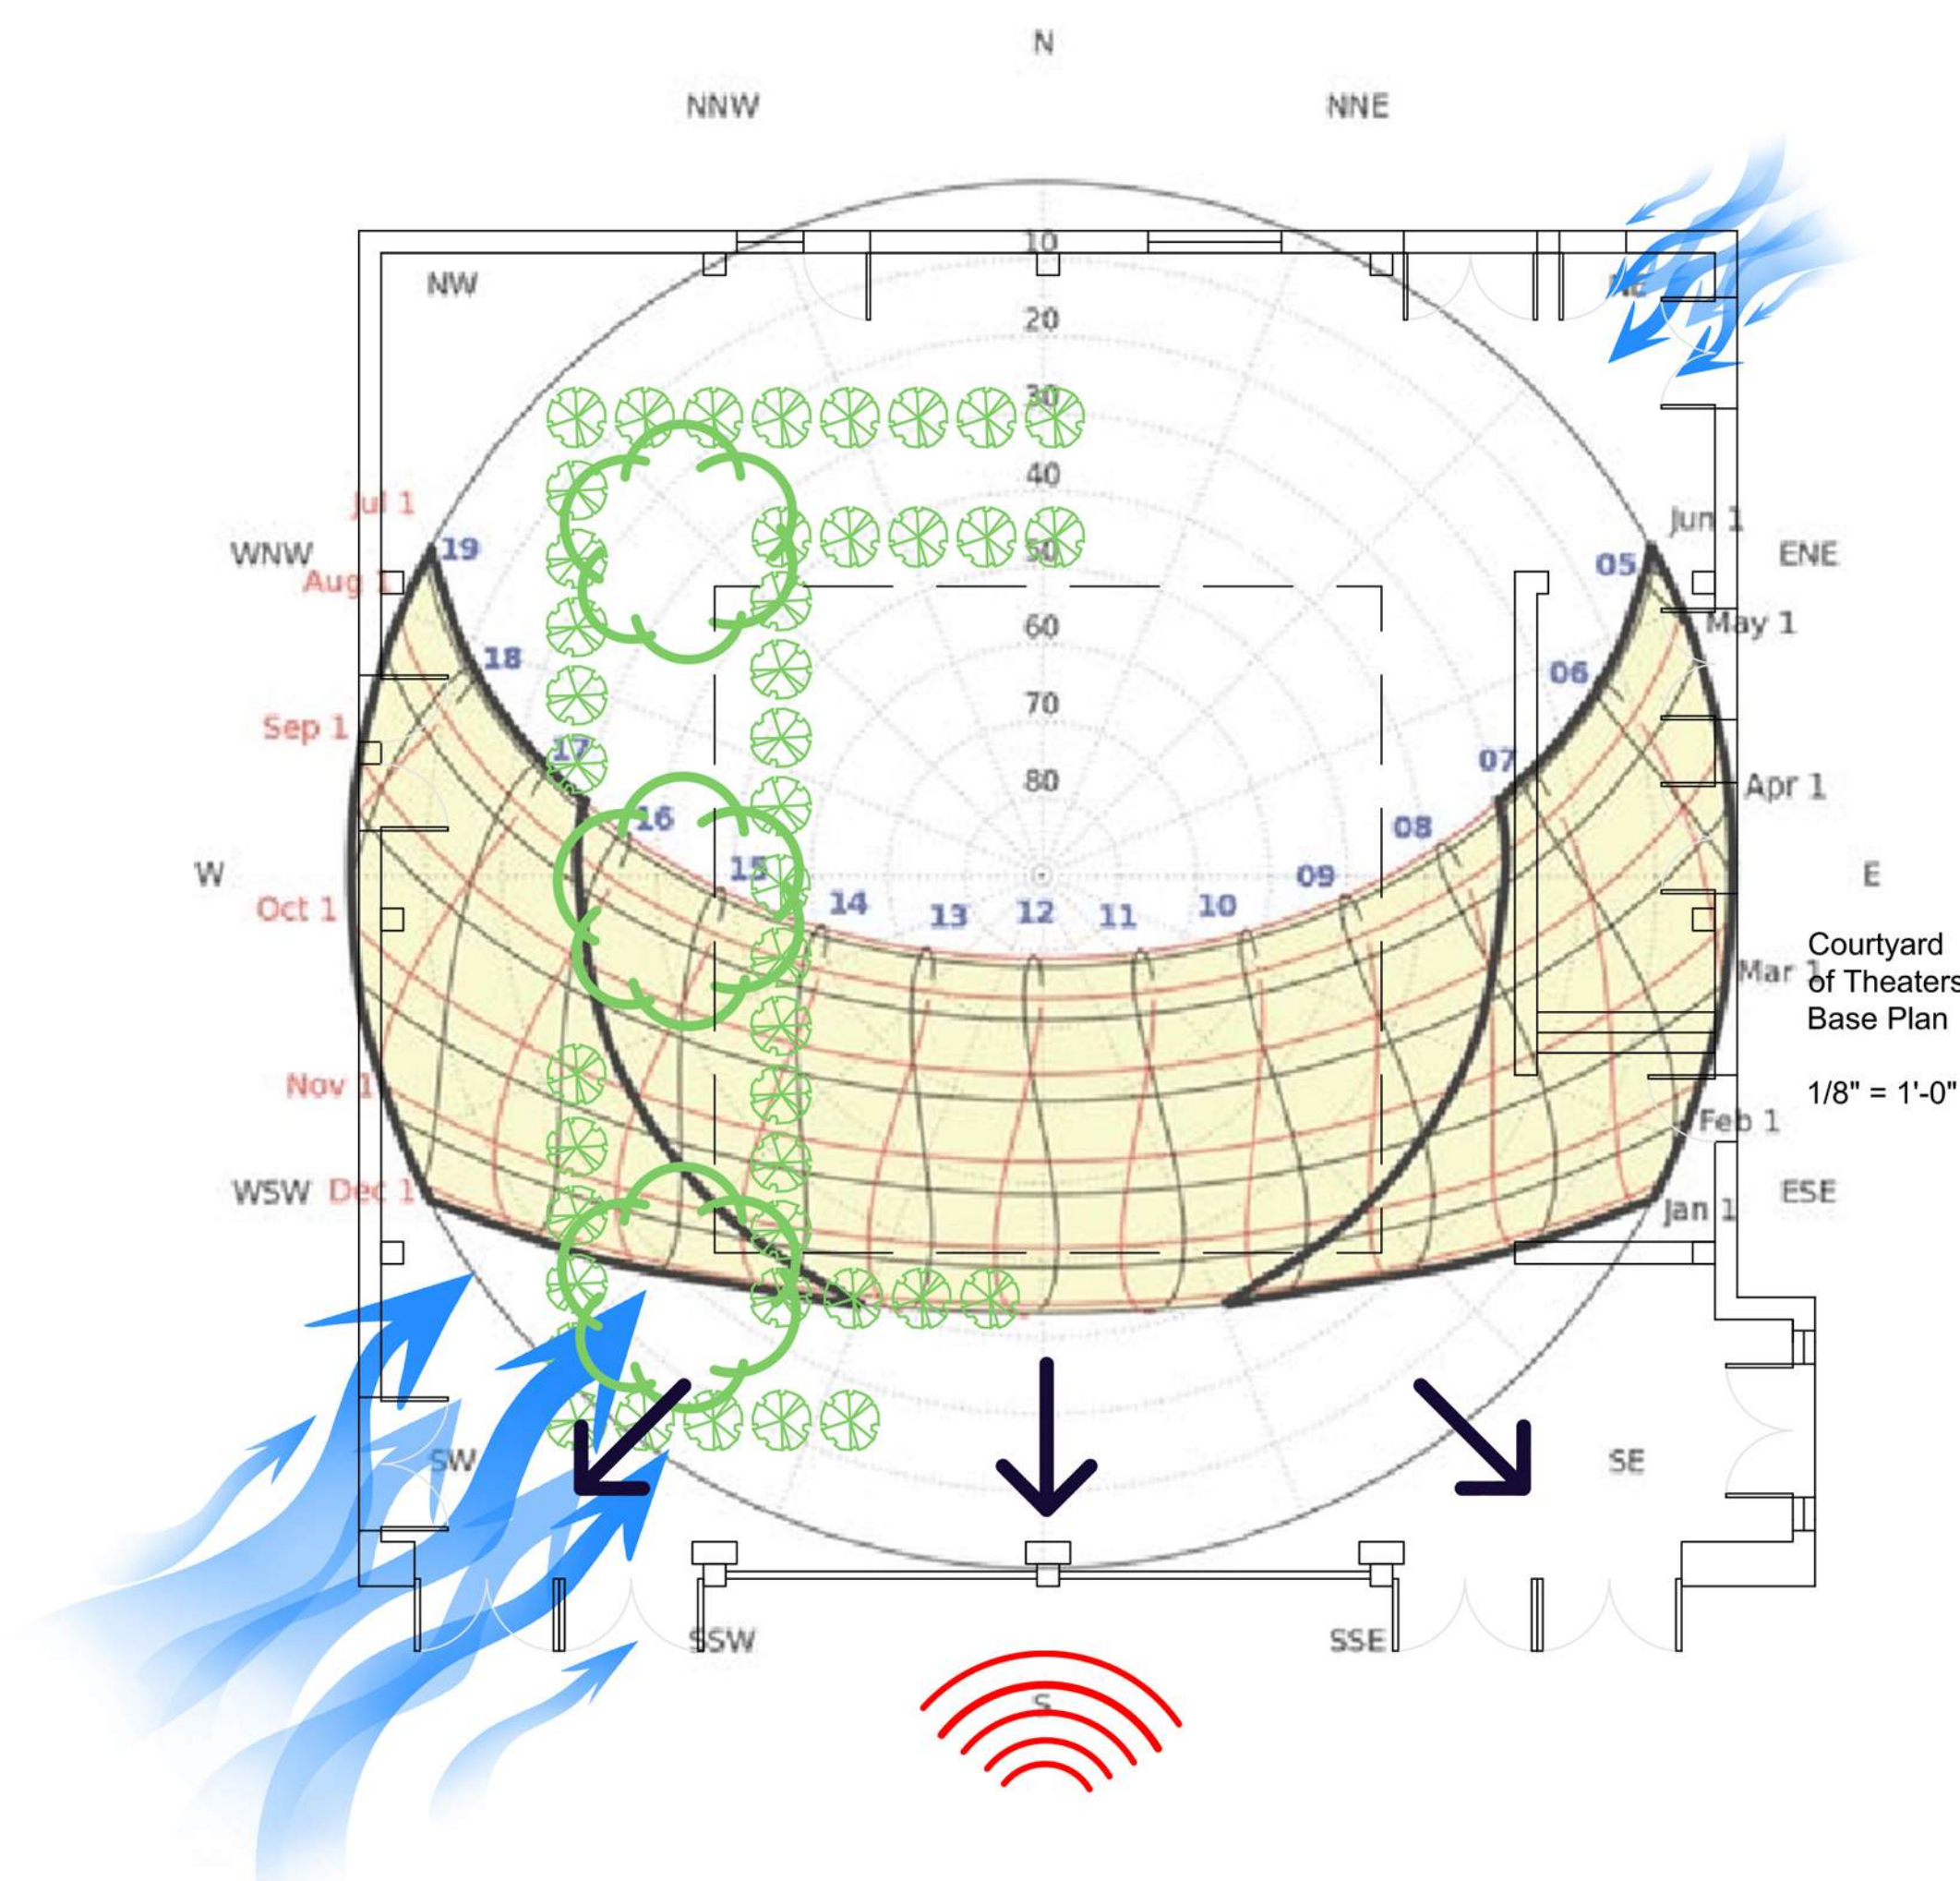 N
NNW
NNE
10
NW
NE
20
30
40
Jul 1
Jun 1
WNW
19
50
05
ENE
Aug 1
May 1
60
18
06
70
Sep 1
17
07
80
Apr 1
16
08
W
15
09
E
14
13
12
11
10
Oct 1
Courtyard
of Theaters
Base Plan
Mar 1
1/8" = 1'-0"
Nov 1
Feb 1
WSW
Dec 1
ESE
Jan 1
SW
SE
SSW
SSE
S